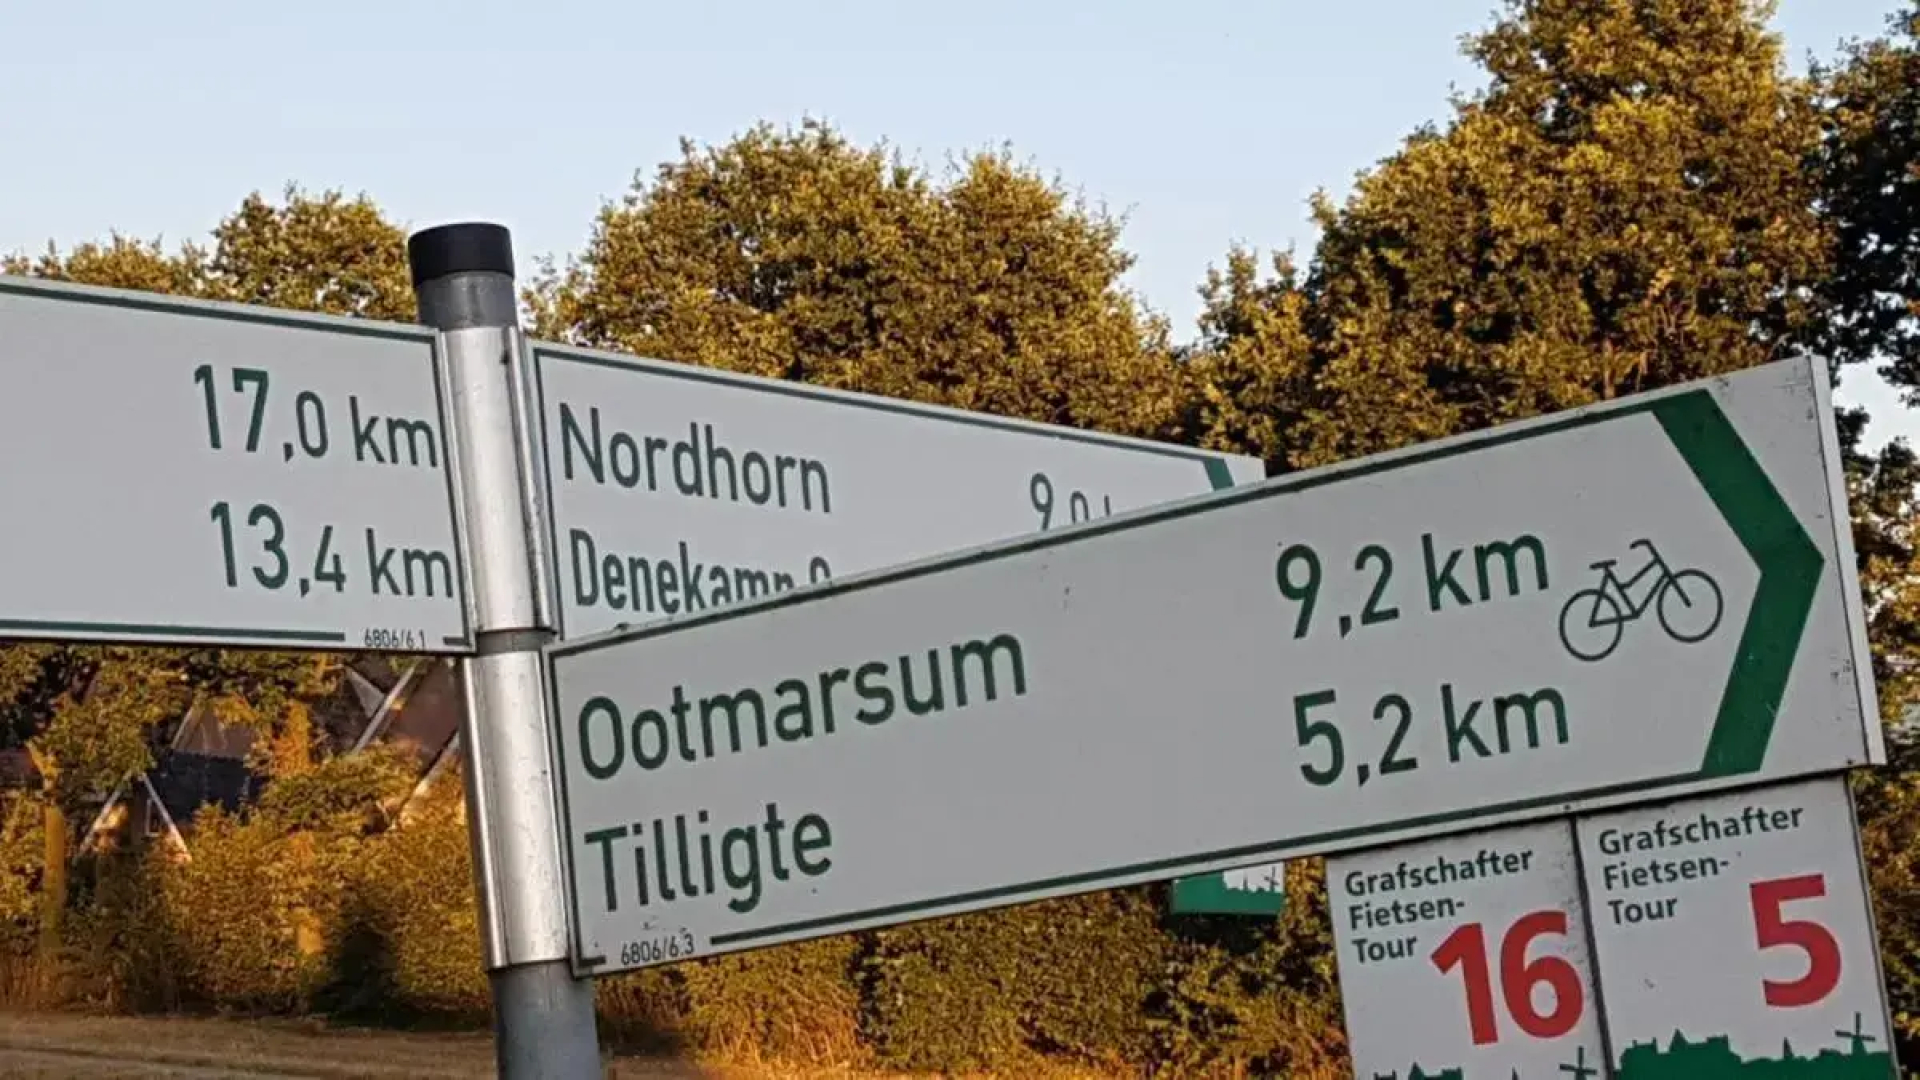 17,0 km
13,4 km
6806/6.1
Nordhorn
Ootmarsum 9,2 km
Tilligte 5,2 km
6806/6.3
Grafschafter
Fietsen-
Tour 16
Grafschafter
Fietsen-
Tour 5